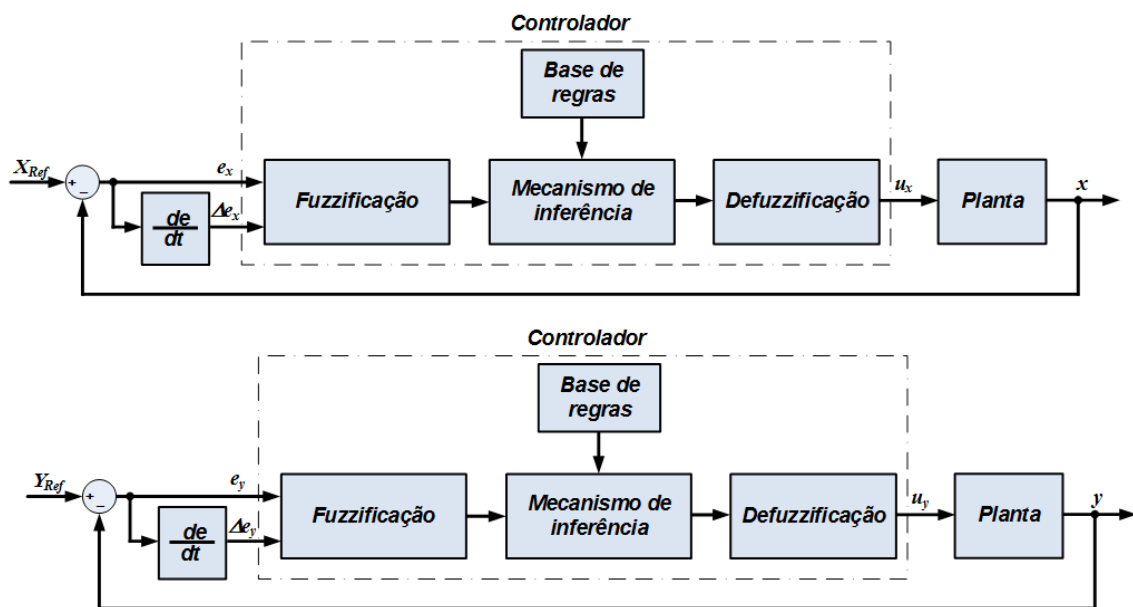 Controlador
Base de
regras
X_Ref
+
−
e_x
Δe_x
de
dt
Fuzzificação
Mecanismo de
inferência
Defuzzificação
u_x
Planta
x
Controlador
Base de
regras
Y_Ref
+
−
e_y
Δe_y
de
dt
Fuzzificação
Mecanismo de
inferência
Defuzzificação
u_y
Planta
y